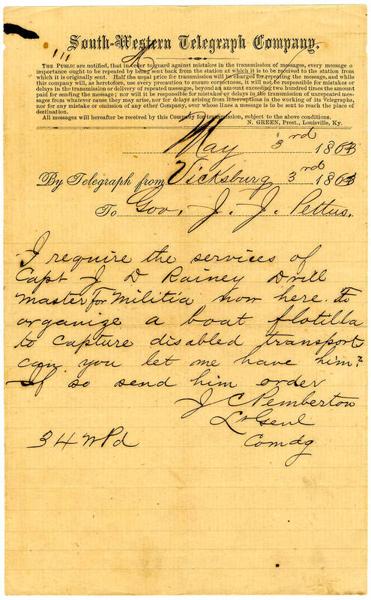 South-Western Telegraph Company.
THE PUBLIC are notified, that in order to guard against mistakes in the transmission of messages, every message of
importance ought to be repeated by being sent back from the station at which it is to be received to the station from
which it is originally sent. Half the usual price for transmission will be charged for repeating the message, and while
this company will, as heretofore, use every precaution to ensure correctness, it will not be responsible for mistakes or
delays in the transmission or delivery of repeated messages, beyond an amount exceeding two hundred times the amount
paid for sending the message; nor will it be responsible for mistakes or delays in the transmission of unrepeated mes-
sages from whatever cause they may arise, nor for delays arising from interruptions in the working of its Telegraphs,
nor for any mistake or omission of any other Company, over whose lines a message is to be sent to reach the place of
destination.
All messages will hereafter be received by this Company for transmission, subject to the above conditions.
N. GREEN, Prest., Louisville, Ky.
May 3rd 1863
By Telegraph from Vicksburg 3rd 1863
To Gov. J. J. Pettus.
I require the services of
Capt J. D Rainey Drill
master for militia now here. To
organize a boat flotilla
to capture disabled transport
can you let me have him?
If so send him order
J C Pemberton
Lt Genl
34 W Pd Comdg